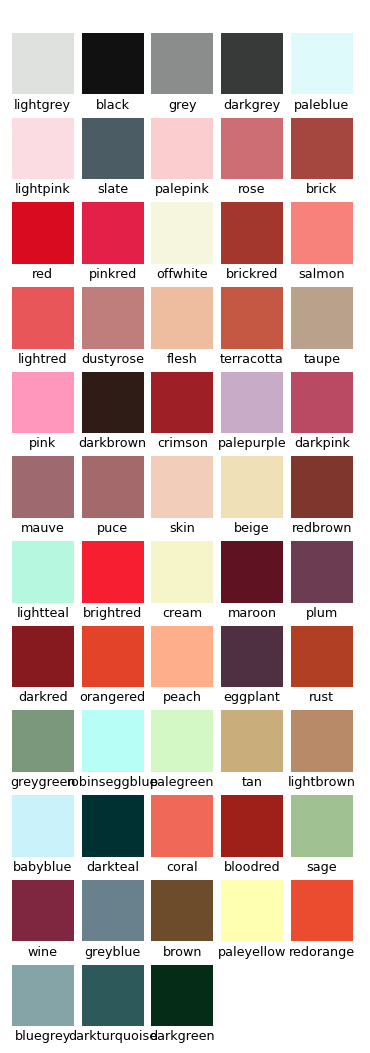 lightgrey black grey darkgrey paleblue
lightpink slate palepink rose brick
red pinkred offwhite brickred salmon
lightred dustyrose flesh terracotta taupe
pink darkbrown crimson palepurple darkpink
mauve puce skin beige redbrown
lightteal brightred cream maroon plum
darkred orangered peach eggplant rust
greygreen robinseggblue palegreen tan lightbrown
babyblue darkteal coral bloodred sage
wine greyblue brown paleyellow redorange
bluegrey darkturquoise darkgreen